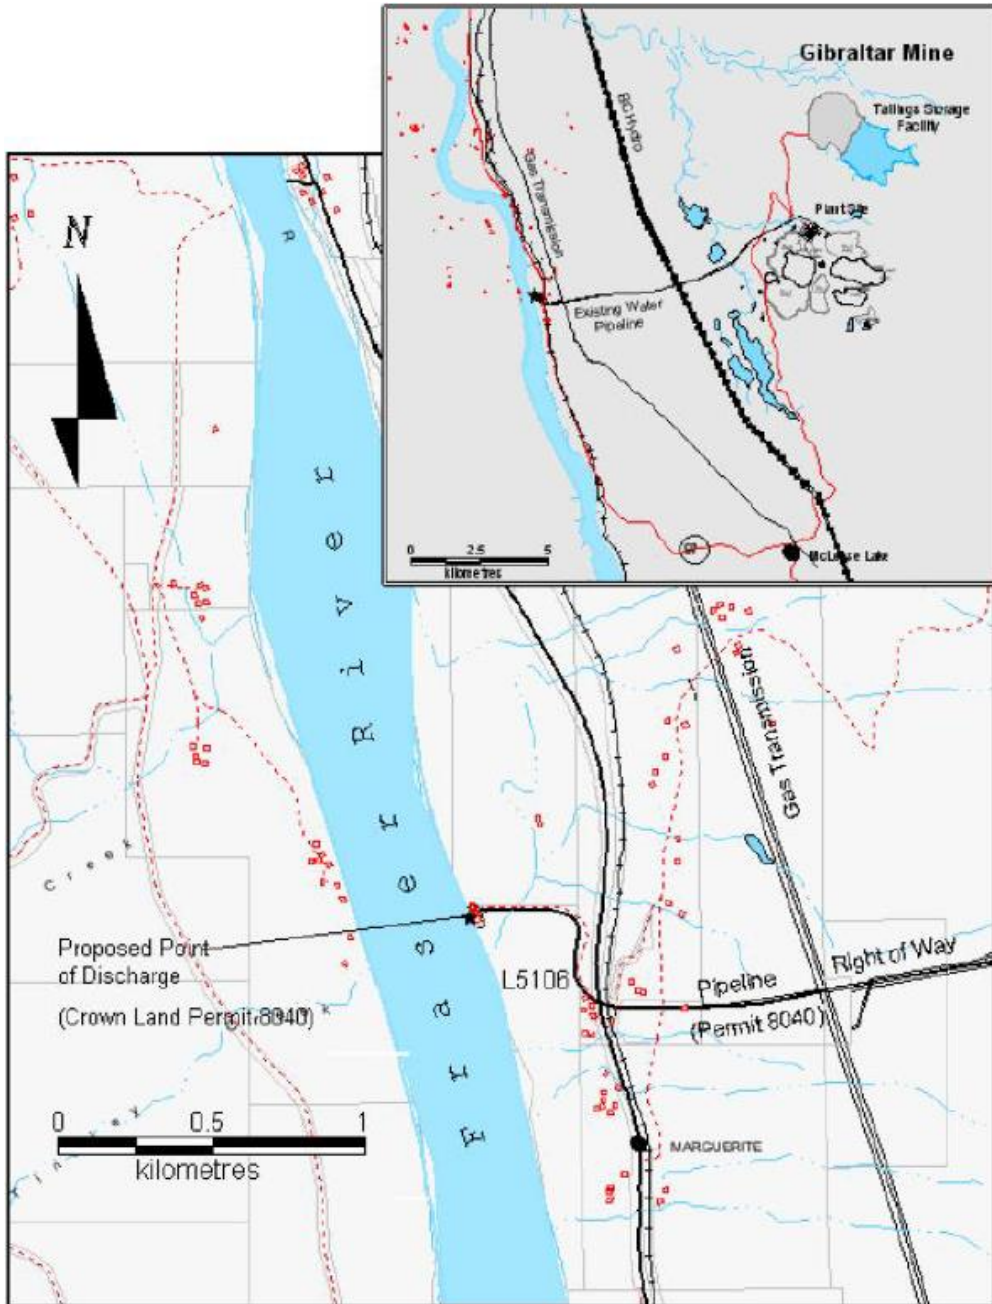 Gibraltar Mine
Tailings Storage
Facility
BC Hydro
Gas Transmission
Plant Site
Existing Water
Pipeline
0 2.5 5
kilometres
McLeese Lake
N
R
Fraser River
Gas Transmission
Creek
Proposed Point
of Discharge
(Crown Land Permit 8040)
L5106
Pipeline
Right of Way
(Permit 8040)
0 0.5 1
kilometres
MARGUERITE